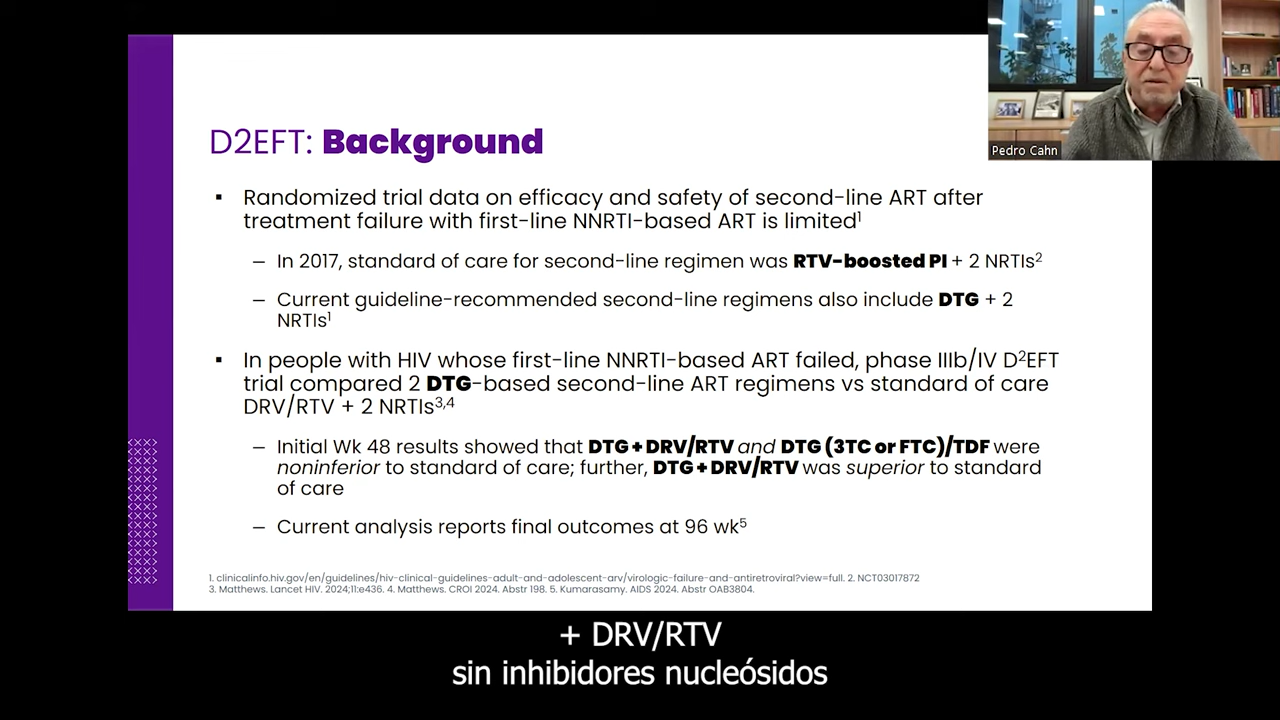 D2EFT: Background
▪ Randomized trial data on efficacy and safety of second-line ART after
treatment failure with first-line NNRTI-based ART is limited¹
– In 2017, standard of care for second-line regimen was RTV-boosted PI + 2 NRTIs²
– Current guideline-recommended second-line regimens also include DTG + 2
NRTIs¹
▪ In people with HIV whose first-line NNRTI-based ART failed, phase IIIb/IV D²EFT
trial compared 2 DTG-based second-line ART regimens vs standard of care
DRV/RTV + 2 NRTIs³,⁴
– Initial Wk 48 results showed that DTG + DRV/RTV and DTG (3TC or FTC)/TDF were
noninferior to standard of care; further, DTG + DRV/RTV was superior to standard
of care
– Current analysis reports final outcomes at 96 wk⁵
1. clinicalinfo.hiv.gov/en/guidelines/hiv-clinical-guidelines-adult-and-adolescent-arv/virologic-failure-and-antiretroviral?view=full. 2. NCT03017872
3. Matthews. Lancet HIV. 2024;11:e436. 4. Matthews. CROI 2024. Abstr 198. 5. Kumarasamy. AIDS 2024. Abstr OAB3804.
Pedro Cahn
+ DRV/RTV
sin inhibidores nucleósidos